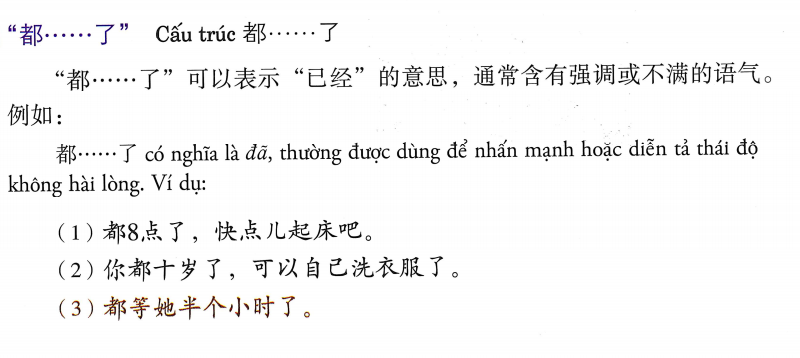 “都……了” Cấu trúc 都……了
“都……了”可以表示“已经”的意思，通常含有强调或不满的语气。
例如：
都……了 có nghĩa là đã, thường được dùng để nhấn mạnh hoặc diễn tả thái độ
không hài lòng. Ví dụ:
（1）都8点了，快点儿起床吧。
（2）你都十岁了，可以自己洗衣服了。
（3）都等她半个小时了。